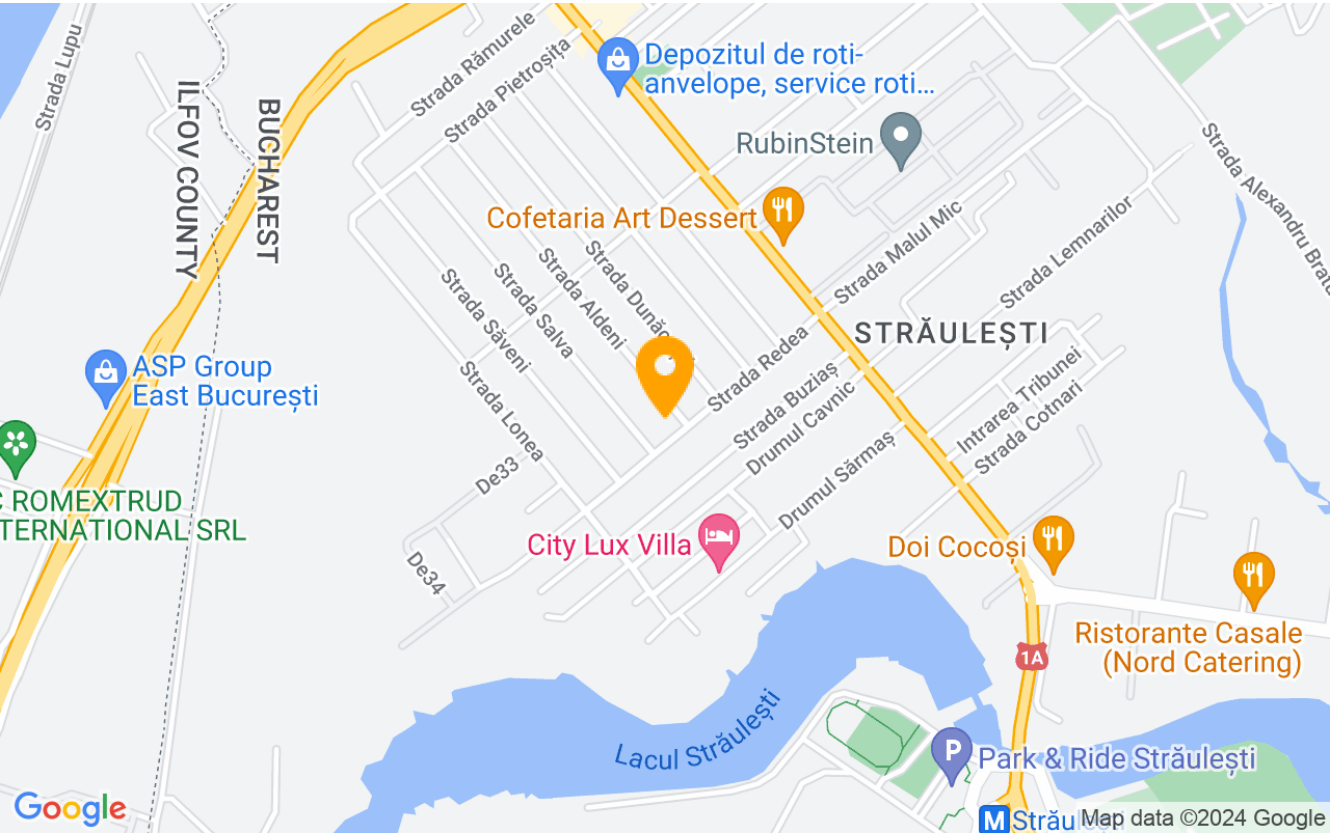 Strada Lupu
Strada Rămurele
Strada Pietroșița
Depozitul de roti-
anvelope, service roti...
ILFOV COUNTY
BUCHAREST
RubinStein
Strada Alexandru Brată
Cofetaria Art Dessert
Strada Malul Mic
Strada Lemnarilor
Strada Aldeni
Strada Salva
Strada Săveni
STRĂULEȘTI
Strada Redea
ASP Group
East București
Strada Lonea
Strada Buziaș
Drumul Cavnic
Intrarea Tribunei
Strada Cotnari
Drumul Sărmaș
De33
ROMEXTRUD
TERNATIONAL SRL
City Lux Villa
Doi Cocoși
De34
Ristorante Casale
(Nord Catering)
1A
Lacul Străulești
P
Park & Ride Străulești
Google
M
Map data ©2024 Google